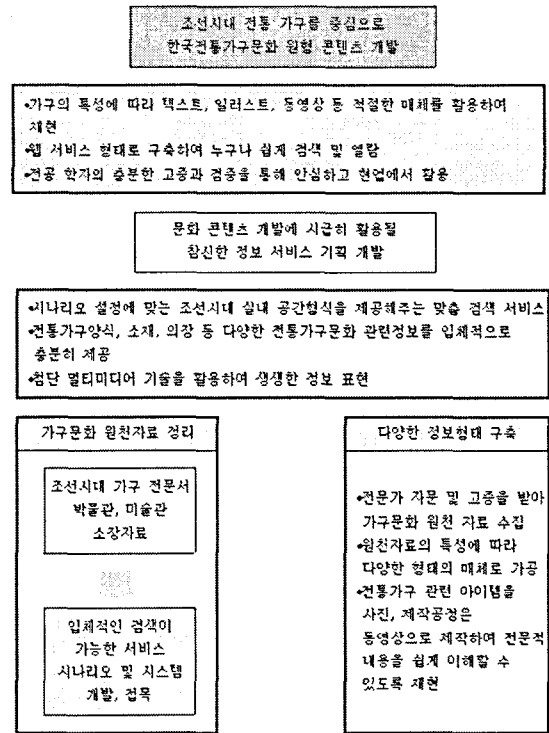 조선시대 전통 가구를 중심으로
한국전통가구문화 원형 콘텐츠 개발
•가구의 특성에 따라 텍스트, 일러스트, 동영상 등 적절한 매체를 활용하여
재현
•웹 서비스 형태로 구축하여 누구나 쉽게 검색 및 열람
•전공 학자의 충분한 고증과 검증을 통해 안심하고 현업에서 활용
문화 콘텐츠 개발에 시급히 활용될
참신한 정보 서비스 기획 개발
•시나리오 설정에 맞는 조선시대 실내 공간형식을 제공해주는 맞춤 검색 서비스
•전통가구양식, 소재, 의장 등 다양한 전통가구문화 관련정보를 입체적으로
충분히 제공
•첨단 멀티미디어 기술을 활용하여 생생한 정보 표현
가구문화 원천자료 정리
조선시대 가구 전문서
박물관, 미술관
소장자료
입체적인 검색이
가능한 서비스
시나리오 및 시스템
개발, 접목
다양한 정보형태 구축
•전문가 자문 및 고증을 받아
가구문화 원천 자료 수집
•원천자료의 특성에 따라
다양한 형태의 매체로 가공
•전통가구 관련 아이템을
사진, 제작공정은
동영상으로 제작하여 전문적
내용을 쉽게 이해할 수
있도록 재현